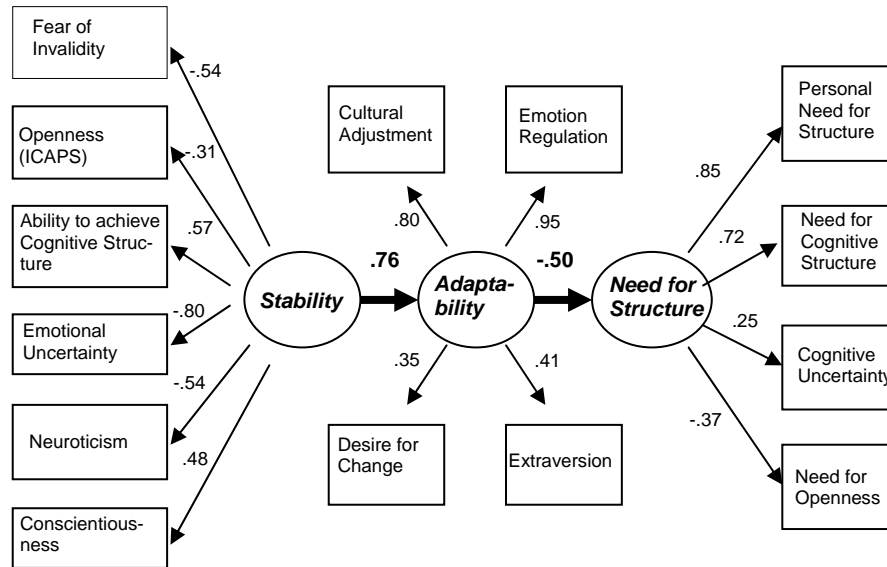 Fear of
Invalidity
-.54
Openness
(ICAPS)
-.31
Ability to achieve
Cognitive Struc-
ture
.57
Emotional
Uncertainty
-.80
Neuroticism
-.54
Conscientious-
ness
.48
Stability
.76
Cultural
Adjustment
.80
Emotion
Regulation
.95
Adapta-
bility
-.50
.35
Desire for
Change
.41
Extraversion
Need for
Structure
.85
Personal
Need for
Structure
.72
Need for
Cognitive
Structure
.25
Cognitive
Uncertainty
-.37
Need for
Openness